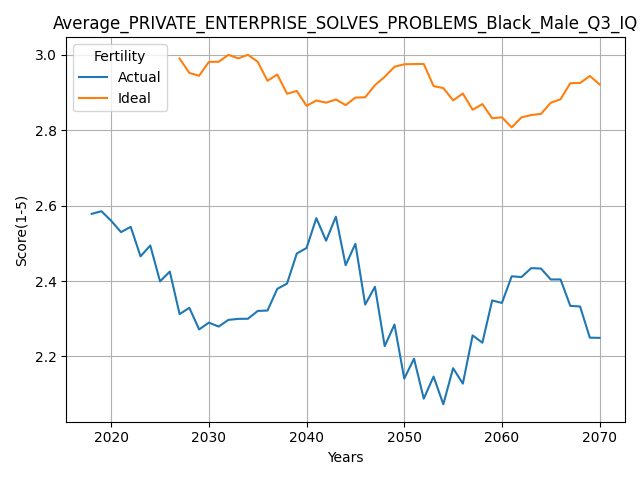 Average_PRIVATE_ENTERPRISE_SOLVES_PROBLEMS_Black_Male_Q3_IQ
Fertility
Actual
Ideal
Score(1-5)
3.0
2.8
2.6
2.4
2.2
2020 2030 2040 2050 2060 2070
Years